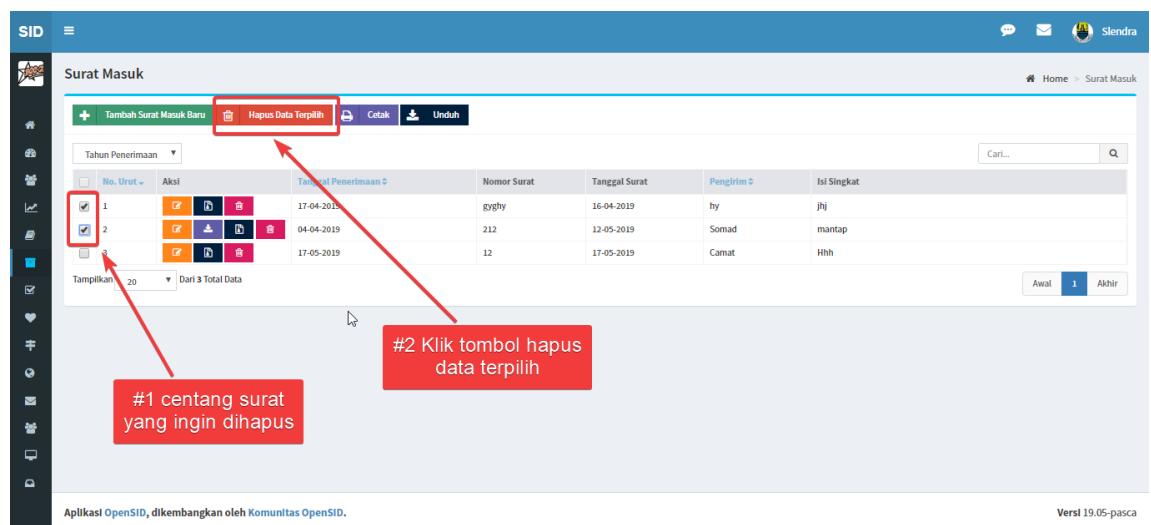 SID
Slendra
Surat Masuk
Home > Surat Masuk
Tambah Surat Masuk Baru Hapus Data Terpilih Cetak Unduh
Tahun Penerimaan
Cari...
No. Urut Aksi Tanggal Penerimaan Nomor Surat Tanggal Surat Pengirim Isi Singkat
1 17-04-2019 gyghy 16-04-2019 hy jhj
2 04-04-2019 212 12-05-2019 Somad mantap
3 17-05-2019 12 17-05-2019 Camat Hhh
Tampilkan 20 Dari 3 Total Data
Awal 1 Akhir
#2 Klik tombol hapus
data terpilih
#1 centang surat
yang ingin dihapus
Aplikasi OpenSID, dikembangkan oleh Komunitas OpenSID.
Versi 19.05-pasca